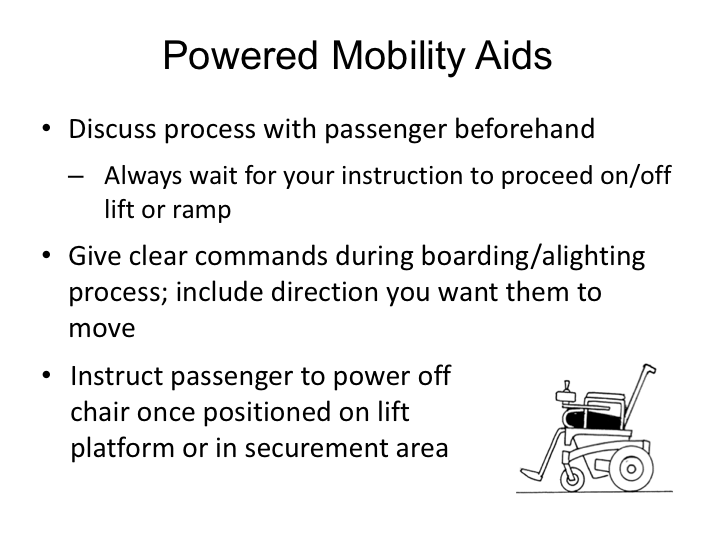 Powered Mobility Aids
• Discuss process with passenger beforehand
– Always wait for your instruction to proceed on/off
lift or ramp
• Give clear commands during boarding/alighting
process; include direction you want them to
move
• Instruct passenger to power off
chair once positioned on lift
platform or in securement area